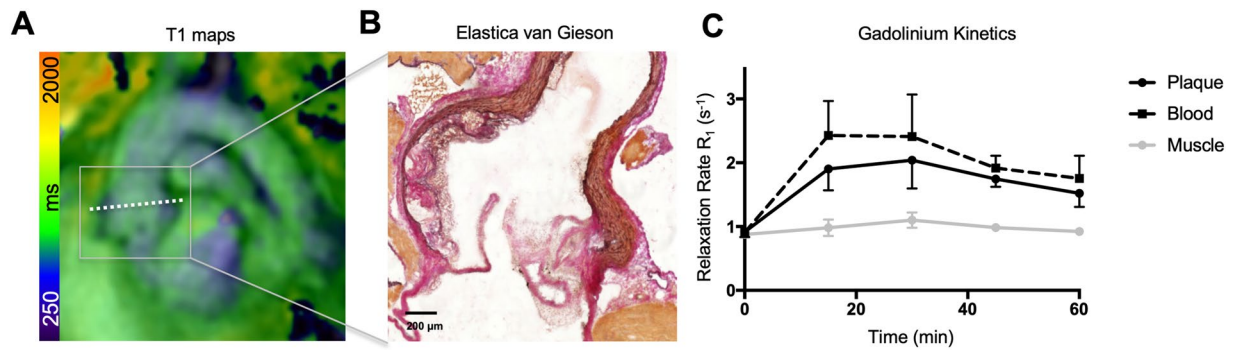 A
T1 maps
2000
ms
250
B
Elastica van Gieson
200 µm
C
Gadolinium Kinetics
Relaxation Rate R₁ (s⁻¹)
3
2
1
0
0 20 40 60
Time (min)
Plaque
Blood
Muscle